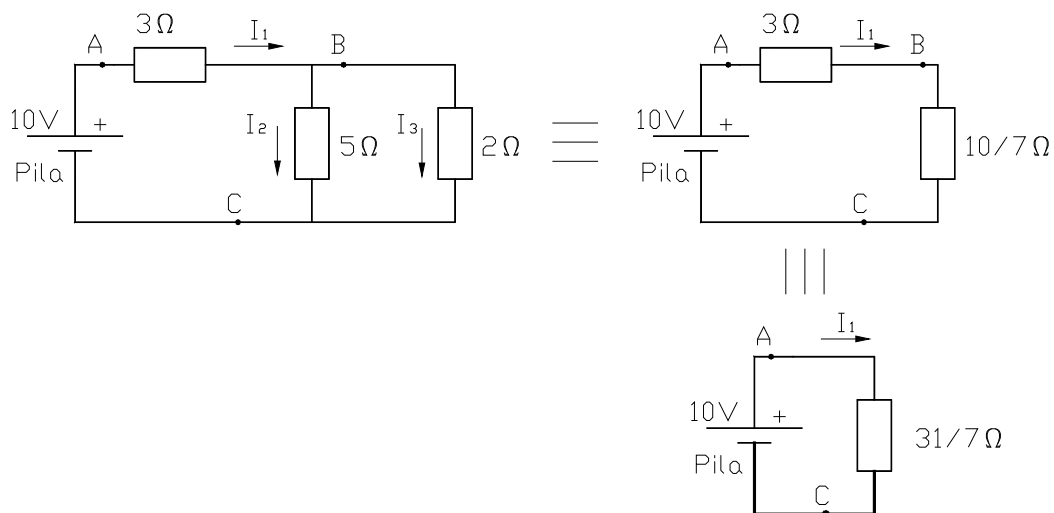 3Ω I₁
A B
10V + I₂ 5Ω I₃ 2Ω
Pila
C
3Ω I₁
A B
10V + 10/7Ω
Pila
C
I₁
A
10V + 31/7Ω
Pila
C